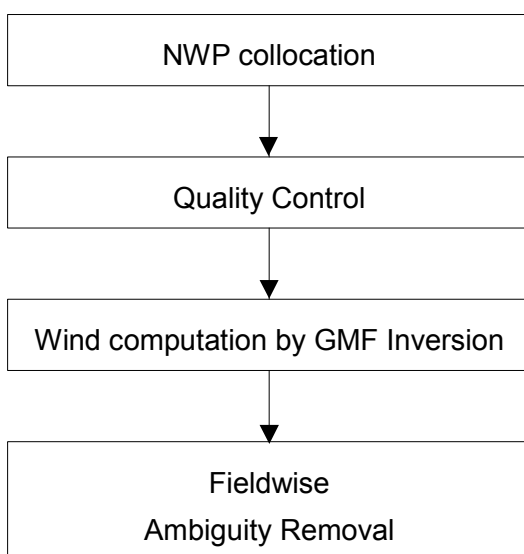 NWP collocation
Quality Control
Wind computation by GMF Inversion
Fieldwise
Ambiguity Removal